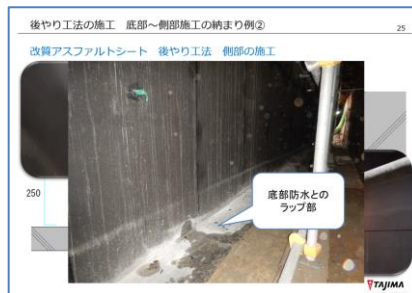 後やり工法の施工 底部～側部施工の納まり例②
25
改質アスファルトシート 後やり工法 側部の施工
250
底部防水との
ラップ部
TAJIMA